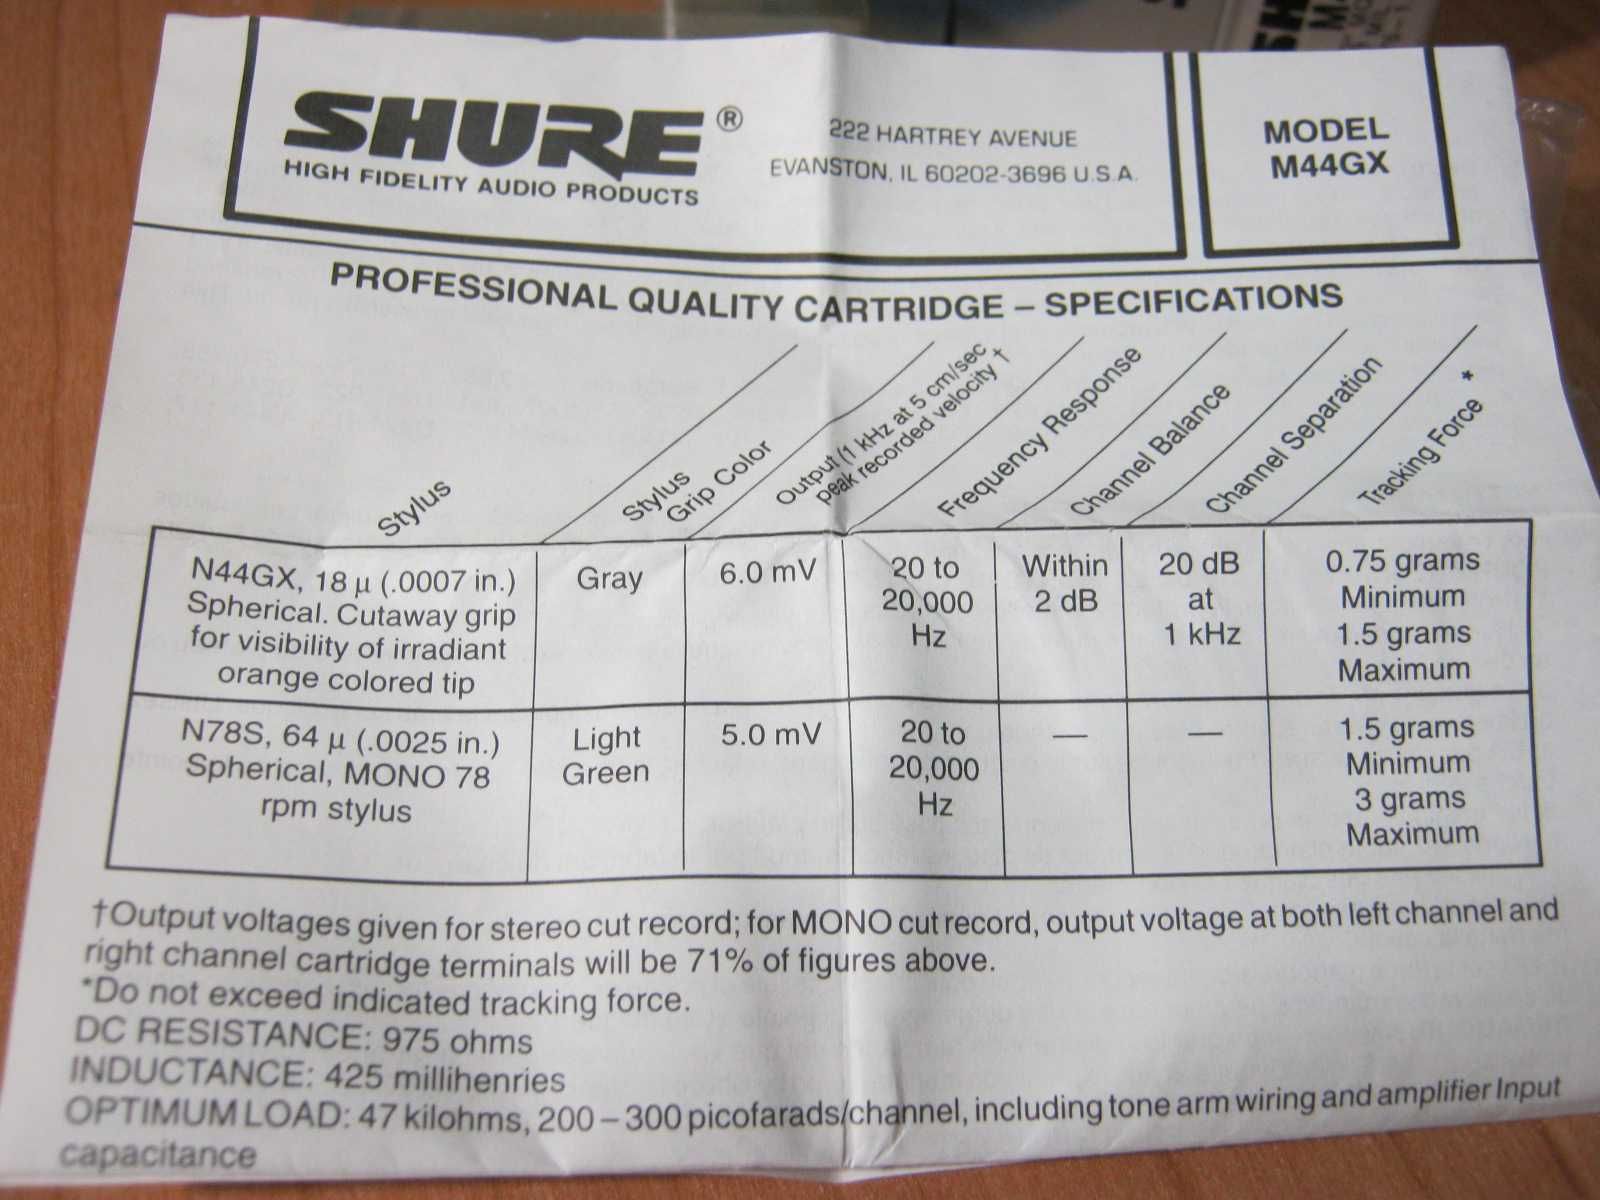 SHURE®
HIGH FIDELITY AUDIO PRODUCTS
222 HARTREY AVENUE
EVANSTON, IL 60202-3696 U.S.A.
MODEL
M44GX
PROFESSIONAL QUALITY CARTRIDGE – SPECIFICATIONS
Stylus
Stylus
Grip Color
Output (1 kHz at 5 cm/sec
peak recorded velocity †
Frequency Response
Channel Balance
Channel Separation
Tracking Force *
N44GX, 18 µ (.0007 in.)
Spherical. Cutaway grip
for visibility of irradiant
orange colored tip
Gray
6.0 mV
20 to
20,000
Hz
Within
2 dB
20 dB
at
1 kHz
0.75 grams
Minimum
1.5 grams
Maximum
N78S, 64 µ (.0025 in.)
Spherical, MONO 78
rpm stylus
Light
Green
5.0 mV
20 to
20,000
Hz
—
—
1.5 grams
Minimum
3 grams
Maximum
†Output voltages given for stereo cut record; for MONO cut record, output voltage at both left channel and
right channel cartridge terminals will be 71% of figures above.
*Do not exceed indicated tracking force.
DC RESISTANCE: 975 ohms
INDUCTANCE: 425 millihenries
OPTIMUM LOAD: 47 kilohms, 200 – 300 picofarads/channel, including tone arm wiring and amplifier Input
capacitance